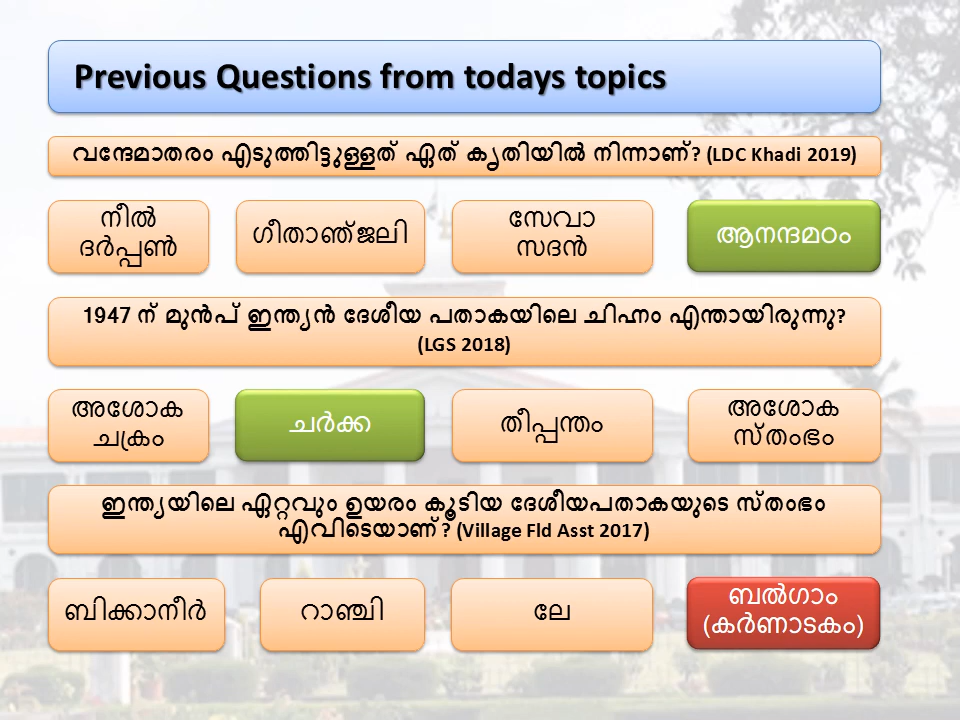 Previous Questions from todays topics
വന്ദേമാതരം എടുത്തിട്ടുള്ളത് ഏത് കൃതിയിൽ നിന്നാണ്? (LDC Khadi 2019)
നീൽ
ദർപ്പൺ
ഗീതാഞ്ജലി
സേവാ
സദൻ
ആനന്ദമഠം
1947 ന് മുൻപ് ഇന്ത്യൻ ദേശീയ പതാകയിലെ ചിഹ്നം എന്തായിരുന്നു?
(LGS 2018)
അശോക
ചക്രം
ചർക്ക
തീപ്പന്തം
അശോക
സ്തംഭം
ഇന്ത്യയിലെ ഏറ്റവും ഉയരം കൂടിയ ദേശീയപതാകയുടെ സ്തംഭം
എവിടെയാണ്? (Village Fld Asst 2017)
ബിക്കാനീർ
റാഞ്ചി
ലേ
ബൽഗാം
(കർണാടകം)